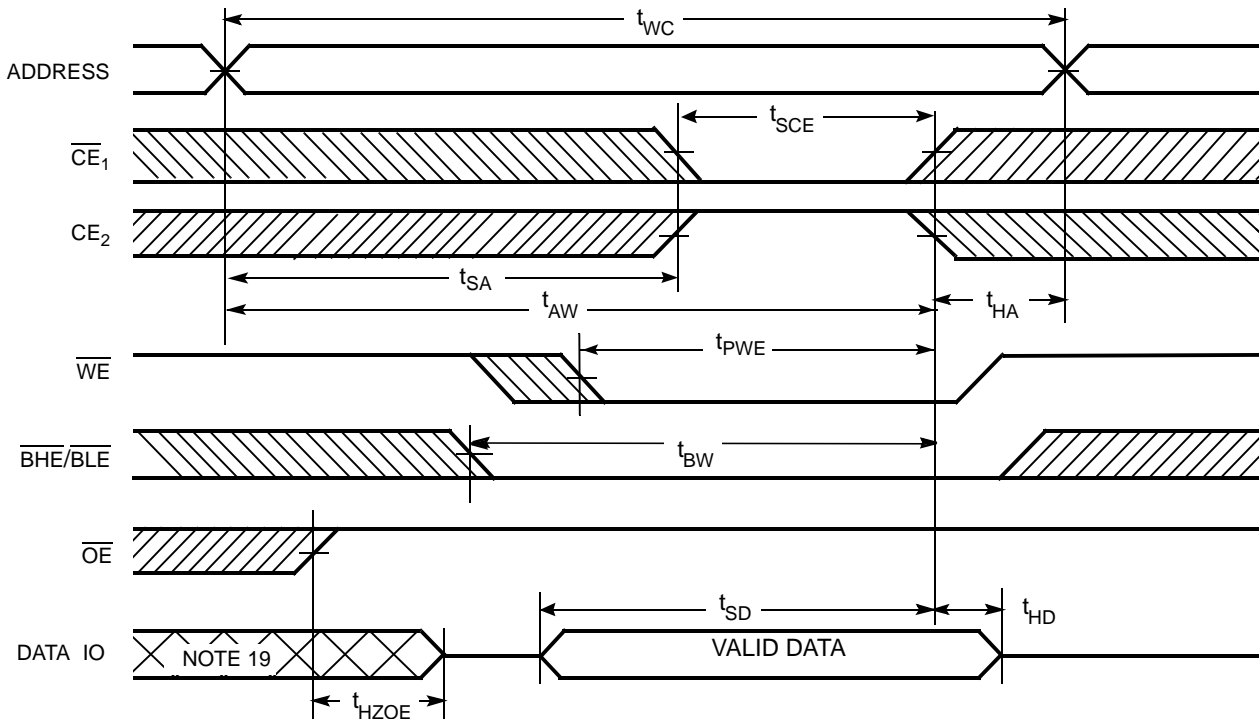 tWC
ADDRESS
tSCE
CE1
CE2
tSA
tAW
tHA
tPWE
WE
BHE/BLE
tBW
OE
tSD
tHD
DATA IO
NOTE 19
VALID DATA
tHZOE